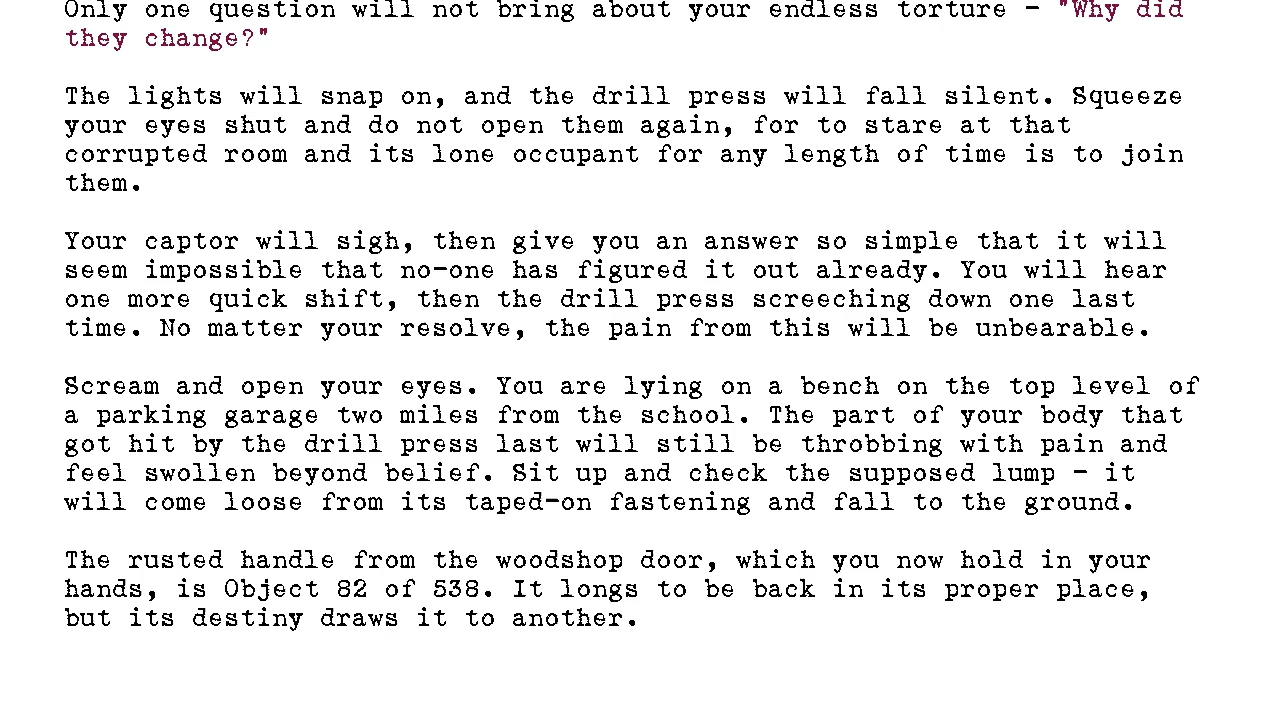 Only one question will not bring about your endless torture - "Why did
they change?"
The lights will snap on, and the drill press will fall silent. Squeeze
your eyes shut and do not open them again, for to stare at that
corrupted room and its lone occupant for any length of time is to join
them.
Your captor will sigh, then give you an answer so simple that it will
seem impossible that no-one has figured it out already. You will hear
one more quick shift, then the drill press screeching down one last
time. No matter your resolve, the pain from this will be unbearable.
Scream and open your eyes. You are lying on a bench on the top level of
a parking garage two miles from the school. The part of your body that
got hit by the drill press last will still be throbbing with pain and
feel swollen beyond belief. Sit up and check the supposed lump - it
will come loose from its taped-on fastening and fall to the ground.
The rusted handle from the woodshop door, which you now hold in your
hands, is Object 82 of 538. It longs to be back in its proper place,
but its destiny draws it to another.